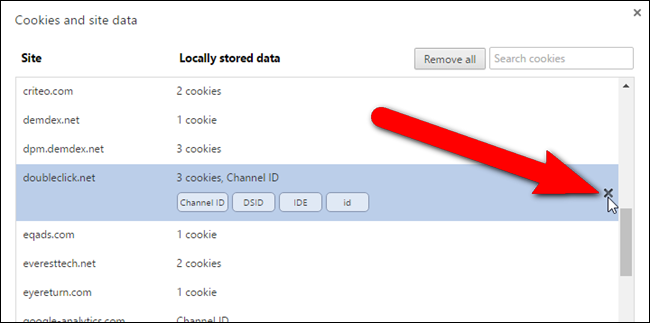 Cookies and site data
Site Locally stored data Remove all Search cookies
criteo.com 2 cookies
demdex.net 1 cookie
dpm.demdex.net 3 cookies
doubleclick.net 3 cookies, Channel ID
Channel ID DSID IDE id
eqads.com 1 cookie
everesttech.net 2 cookies
eyereturn.com 1 cookie
google-analytics.com Channel ID